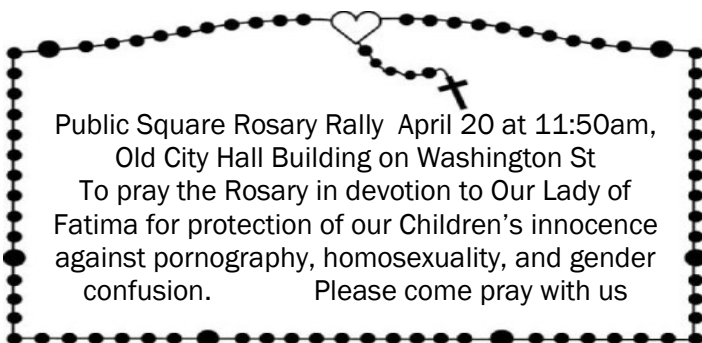 Public Square Rosary Rally  April 20 at 11:50am,
Old City Hall Building on Washington St
To pray the Rosary in devotion to Our Lady of
Fatima for protection of our Children’s innocence
against pornography, homosexuality, and gender
confusion.          Please come pray with us